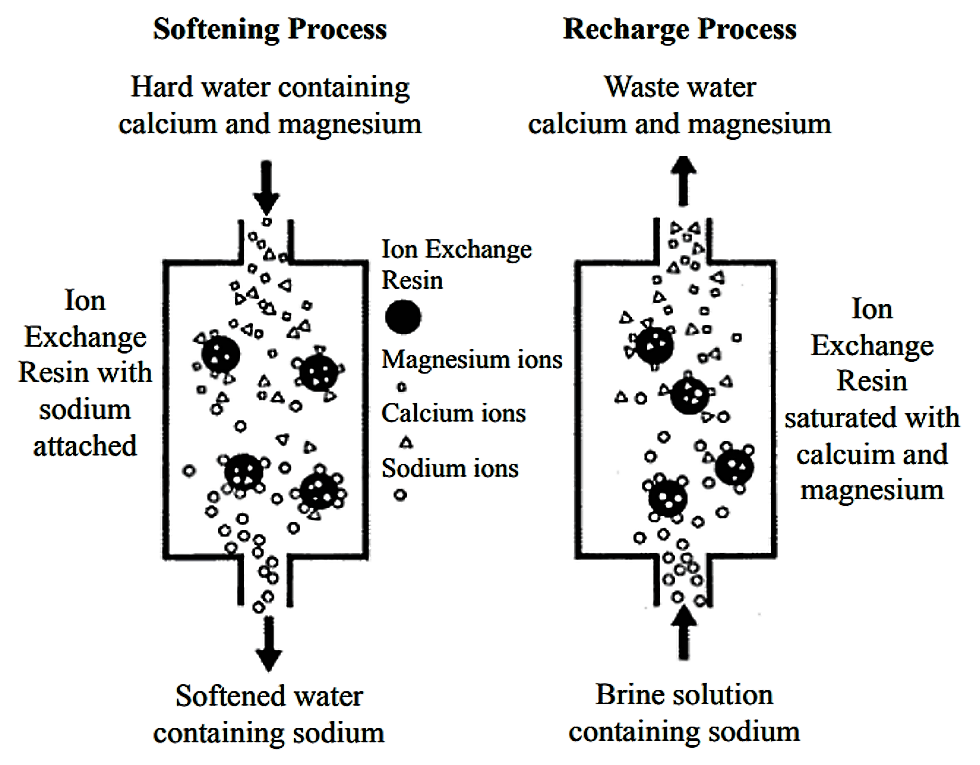 Softening Process
Hard water containing
calcium and magnesium
Ion
Exchange
Resin with
sodium
attached
Ion Exchange
Resin
Magnesium ions
Calcium ions
Sodium ions
Softened water
containing sodium
Recharge Process
Waste water
calcium and magnesium
Ion
Exchange
Resin
saturated with
calcuim and
magnesium
Brine solution
containing sodium